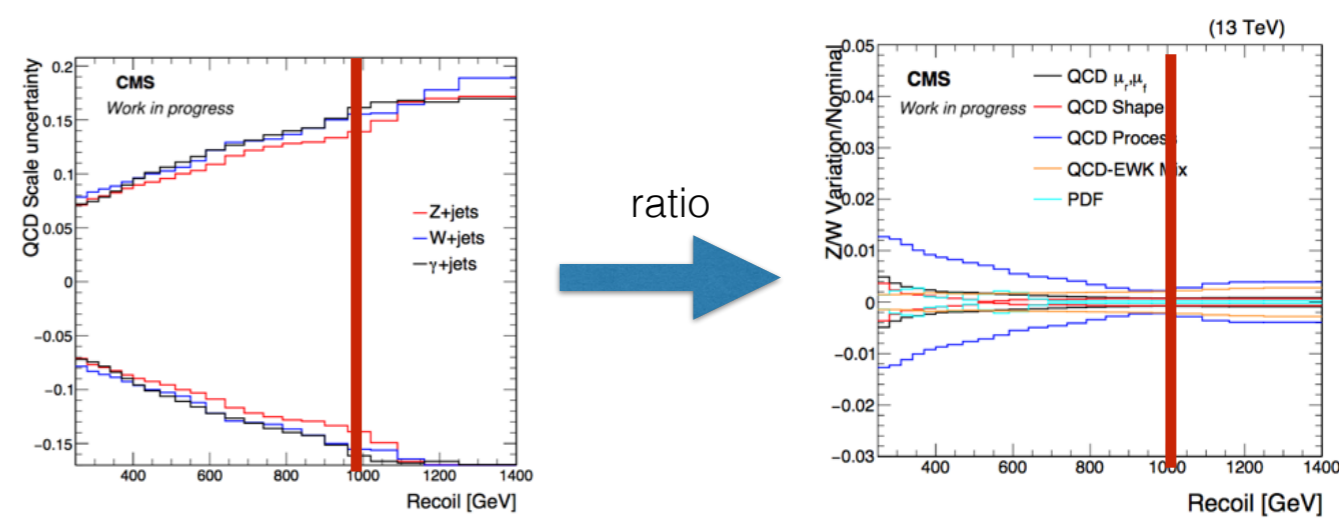 CMS
Work in progress
QCD Scale uncertainty
0.2
0.15
0.1
0.05
0
−0.05
−0.1
−0.15
Z+jets
W+jets
γ+jets
400
600
800
1000
1200
1400
Recoil [GeV]
ratio
(13 TeV)
CMS
Work in progress
Z/W Variation/Nominal
0.05
0.04
0.03
0.02
0.01
0
−0.01
−0.02
−0.03
QCD μr,μf
QCD Shape
QCD Process
QCD-EWK Mix
PDF
400
600
800
1000
1200
1400
Recoil [GeV]